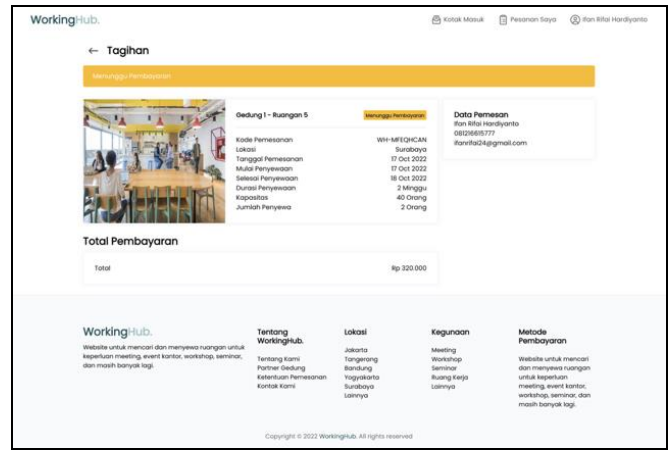 WorkingHub.
Kotak Masuk
Pesanan Saya
Ifan Rifai Hardiyanto
← Tagihan
Menunggu Pembayaran
Gedung 1 - Ruangan 5
Menunggu Pembayaran
Kode Pemesanan WH-MFEQHCAN
Lokasi Surabaya
Tanggal Pemesanan 17 Oct 2022
Mulai Penyewaan 17 Oct 2022
Selesai Penyewaan 18 Oct 2022
Durasi Penyewaan 2 Minggu
Kapasitas 40 Orang
Jumlah Penyewa 2 Orang
Data Pemesan
Ifan Rifai Hardiyanto
081216615777
ifanrifai24@gmail.com
Total Pembayaran
Total Rp 320.000
WorkingHub.
Website untuk mencari dan menyewa ruangan untuk
keperluan meeting, event kantor, workshop, seminar,
dan masih banyak lagi.
Tentang
WorkingHub.
Tentang Kami
Partner Gedung
Ketentuan Pemesanan
Kontak Kami
Lokasi
Jakarta
Tangerang
Bandung
Yogyakarta
Surabaya
Lainnya
Kegunaan
Meeting
Workshop
Seminar
Ruang Kerja
Lainnya
Metode
Pembayaran
Website untuk mencari
dan menyewa ruangan
untuk keperluan
meeting, event kantor,
workshop, seminar, dan
masih banyak lagi.
Copyright © 2022 WorkingHub. All rights reserved